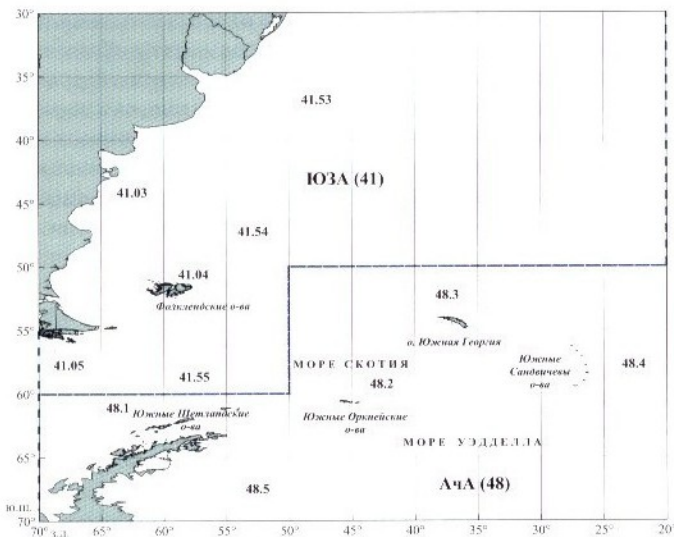 30°
35°
40°
45°
50°
55°
60°
65°
ю.ш.
70°
41.53
41.03
ЮЗА (41)
41.54
41.04
Фолклендские о-ва
48.3
о. Южная Георгия
41.05
МОРЕ СКОТИЯ
Южные
Сандвичевы
о-ва
48.4
41.55
48.2
48.1
Южные Шетландские
о-ва
Южные Оркнейские
о-ва
МОРЕ УЭДДЕЛЛА
48.5
АчА (48)
70° з.д. 65° 60° 55° 50° 45° 40° 35° 30° 25° 20°